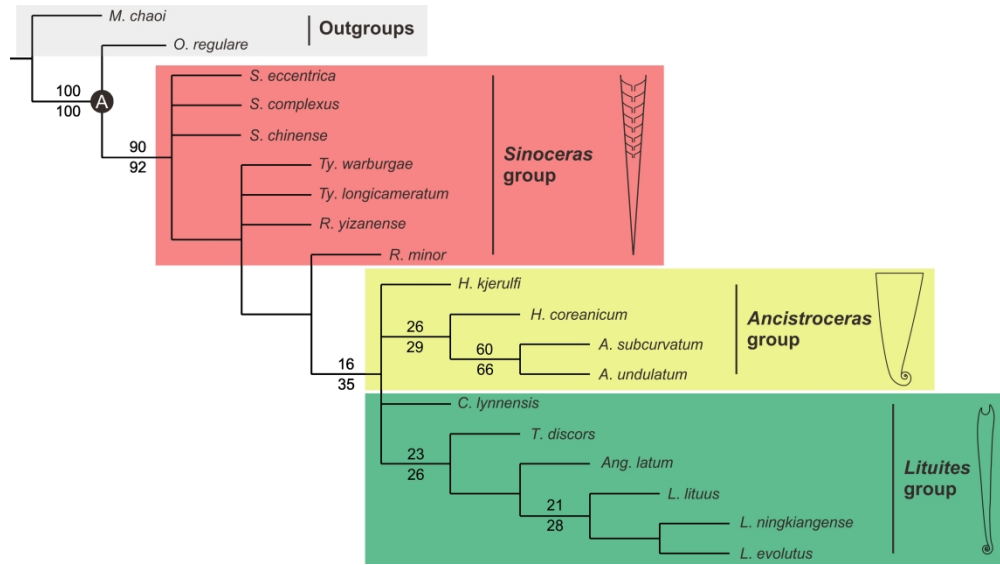 M. chaoi
O. regulare
Outgroups
100
A
100
S. eccentrica
S. complexus
S. chinense
90
92
Ty. warburgae
Sinoceras
group
Ty. longicameratum
R. yizanense
R. minor
H. kjerulfi
H. coreanicum
26
29
Ancistroceras
group
60
66
A. subcurvatum
A. undulatum
16
35
C. lynnensis
T. discors
23
26
Ang. latum
Lituites
group
21
28
L. lituus
L. ningkiangense
L. evolutus